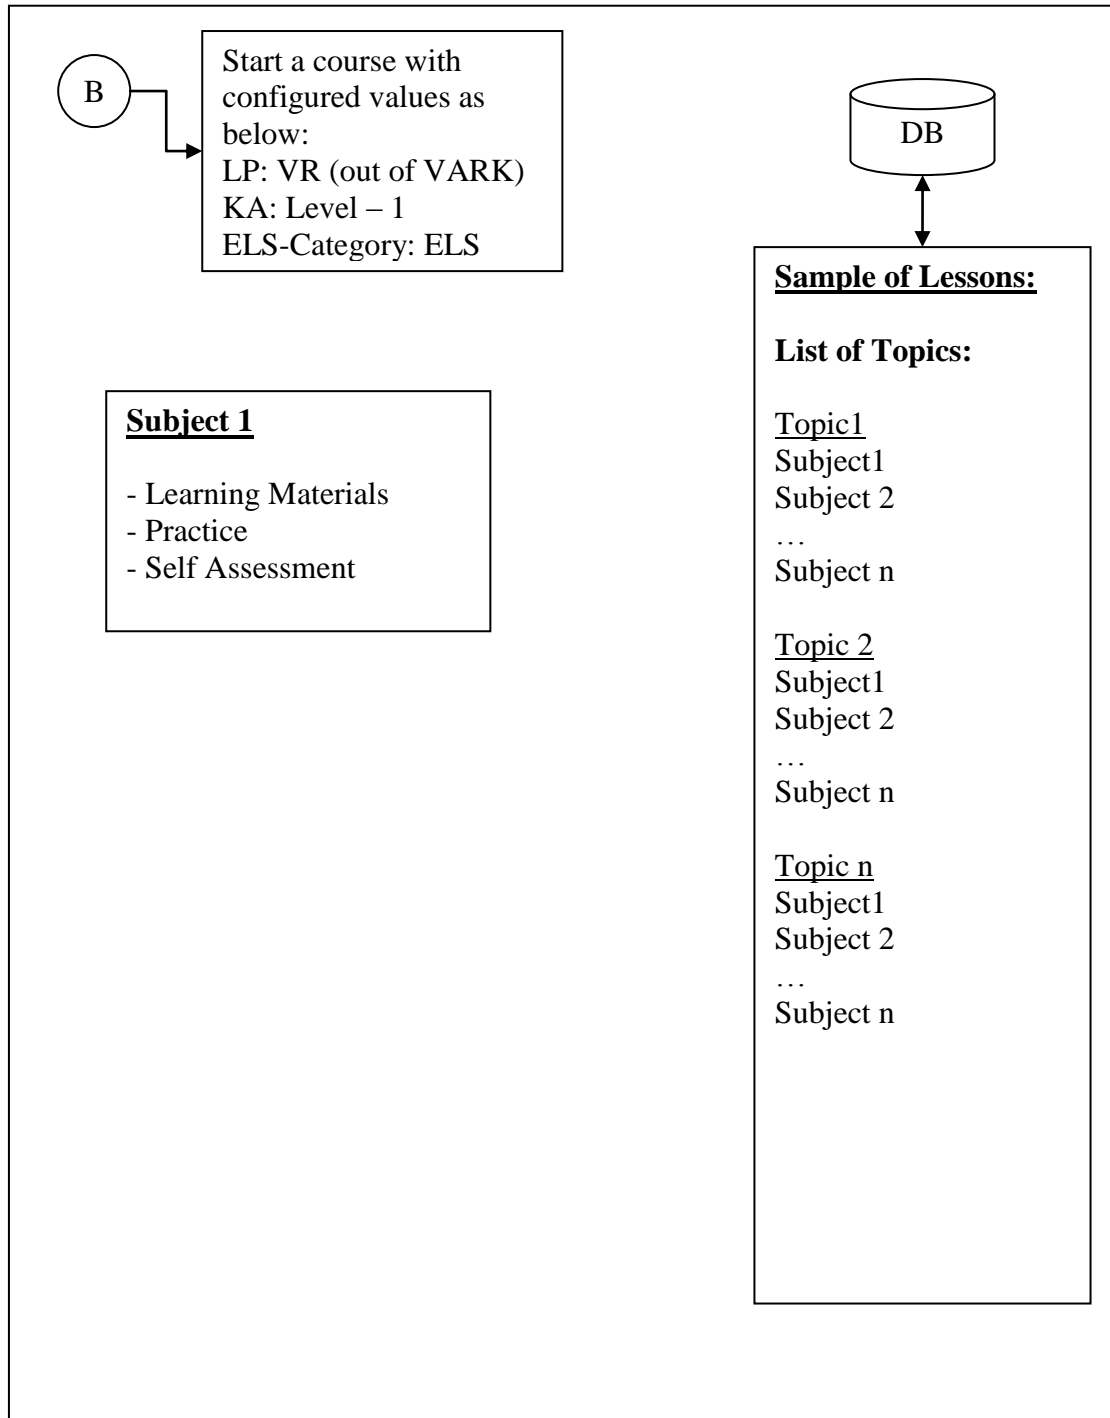 B
Start a course with
configured values as
below:
LP: VR (out of VARK)
KA: Level – 1
ELS-Category: ELS
DB
Sample of Lessons:
List of Topics:
Topic1
Subject1
Subject 2
…
Subject n
Topic 2
Subject1
Subject 2
…
Subject n
Topic n
Subject1
Subject 2
…
Subject n
Subject 1
- Learning Materials
- Practice
- Self Assessment